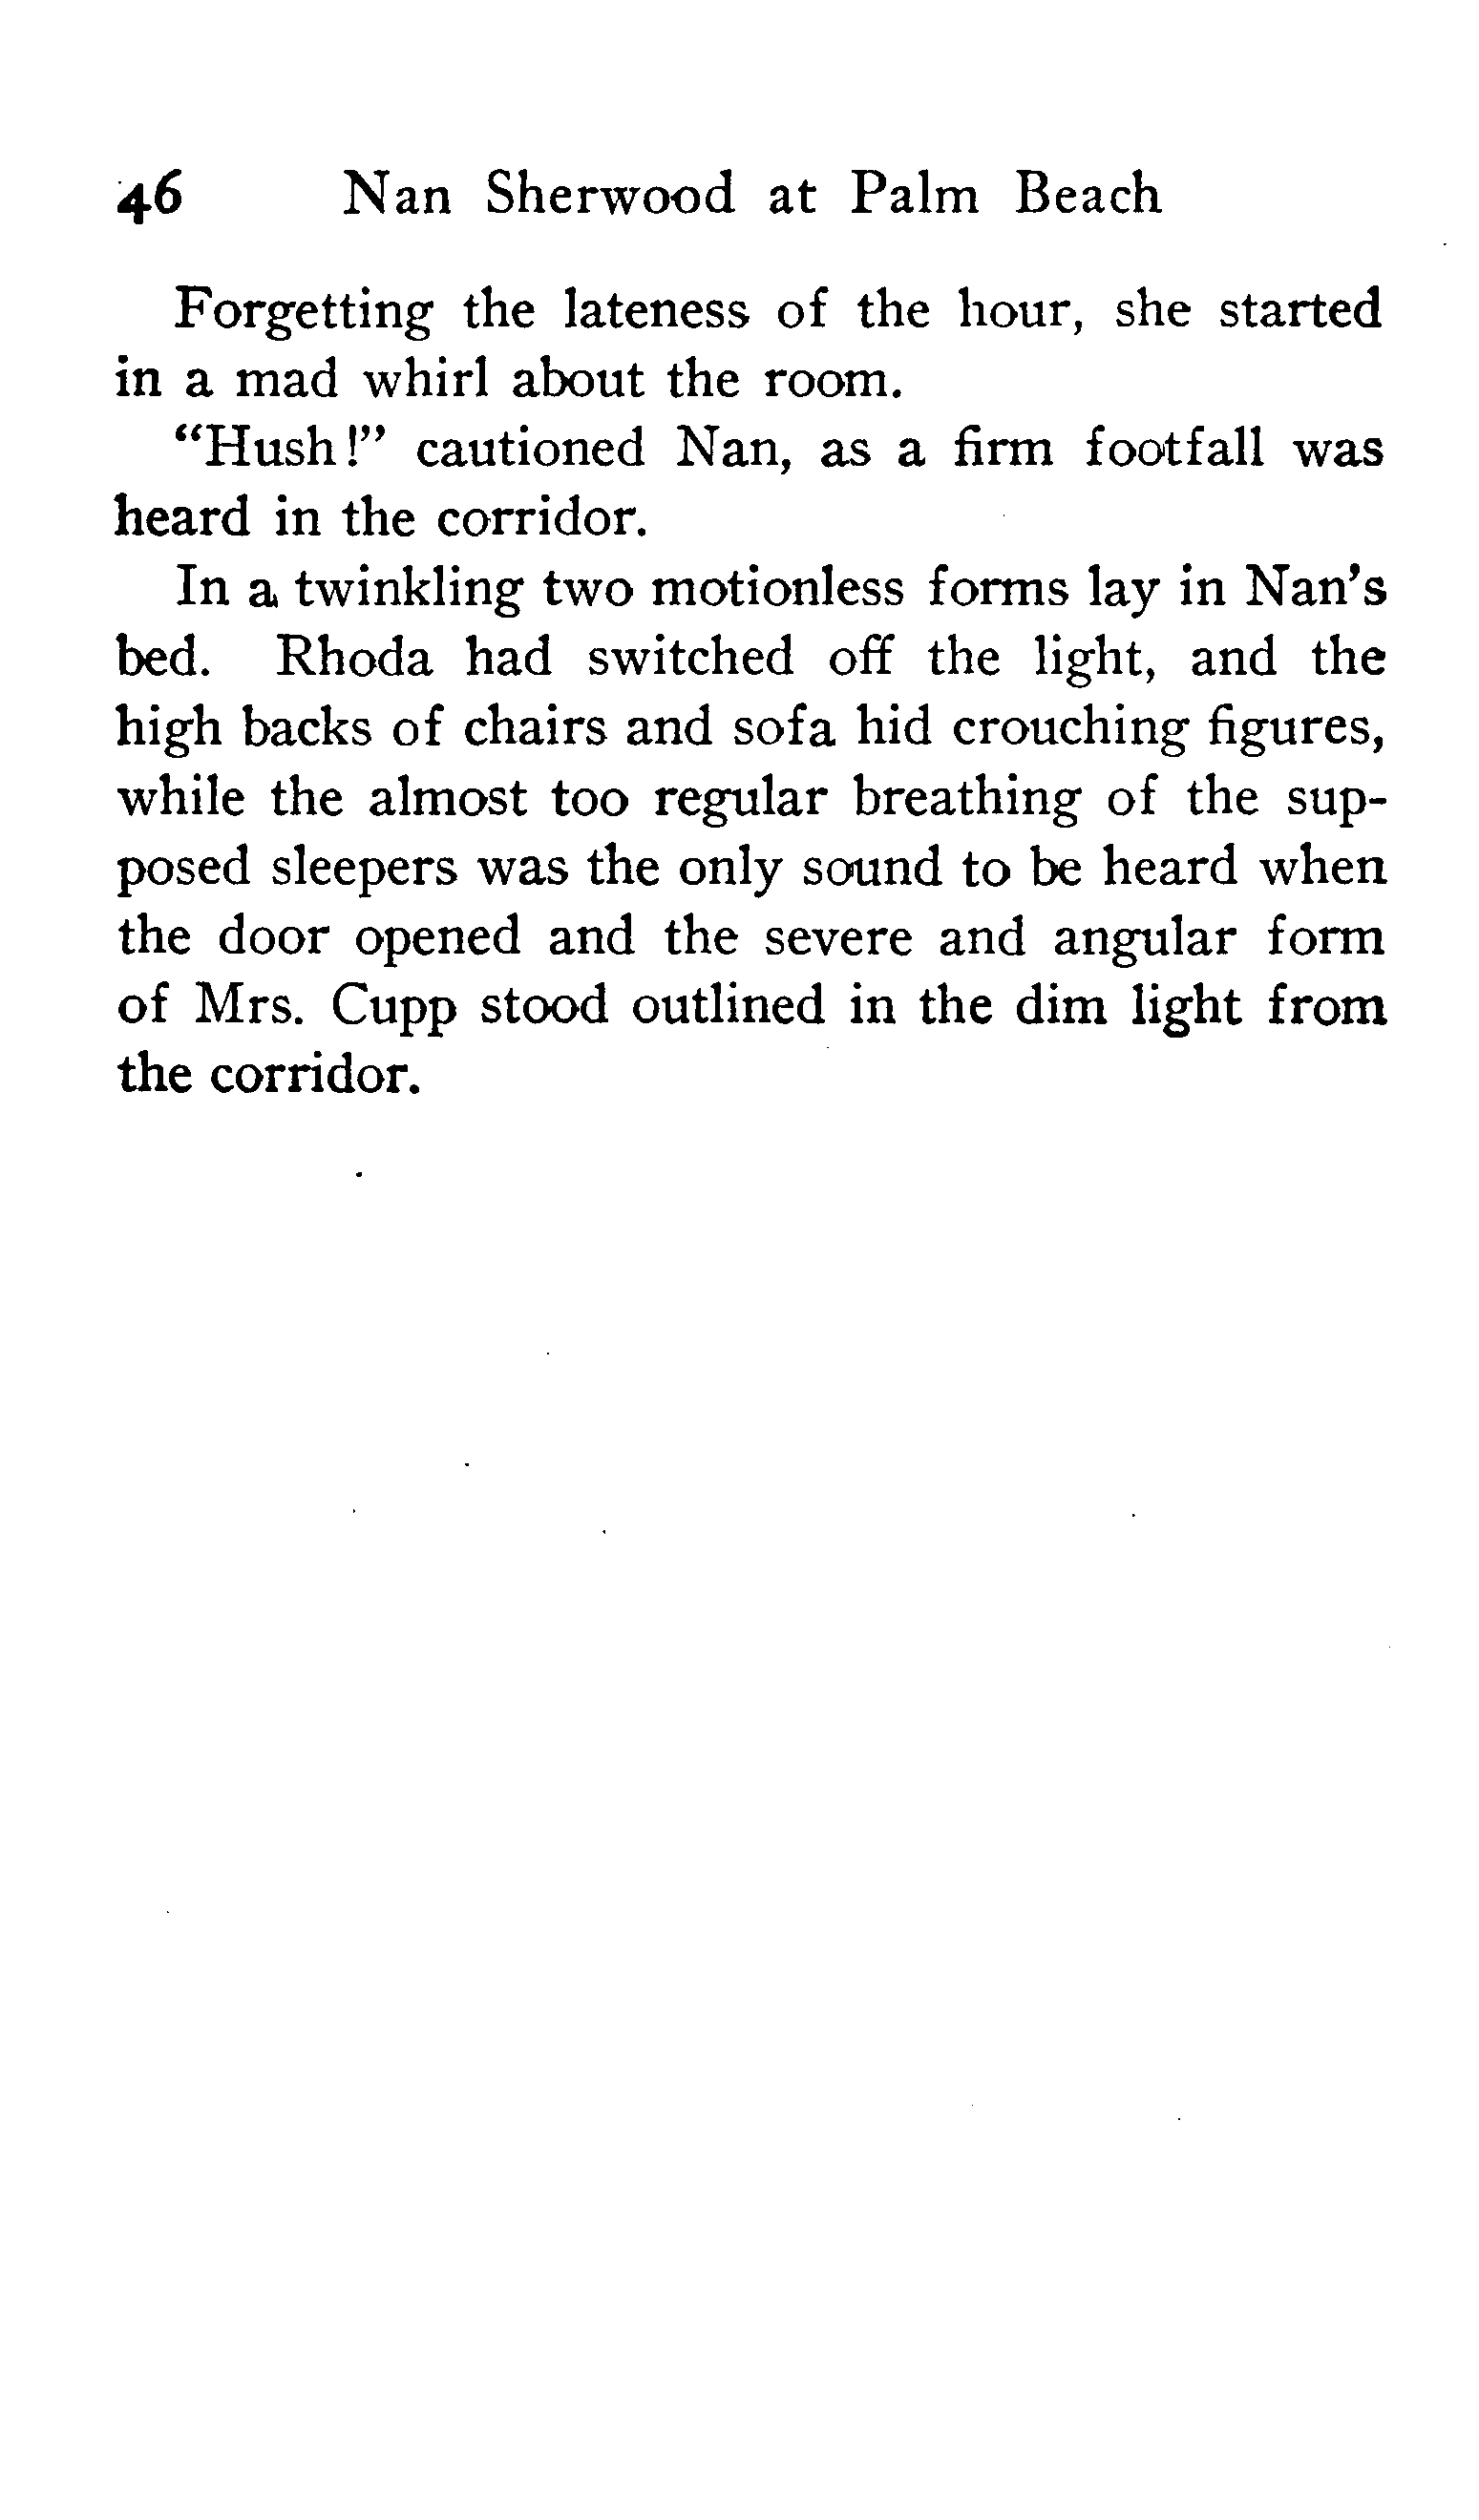 46 Nan Sherwood at Palm Beach
Forgetting the lateness of the hour, she started
in a mad whirl about the room.
“Hush!” cautioned Nan, as a firm footfall was
heard in the corridor.
In a twinkling two motionless forms lay in Nan’s
bed. Rhoda had switched off the light, and the
high backs of chairs and sofa hid crouching figures,
while the almost too regular breathing of the sup-
posed sleepers was the only sound to be heard when
the door opened and the severe and angular form
of Mrs. Cupp stood outlined in the dim light from
the corridor.